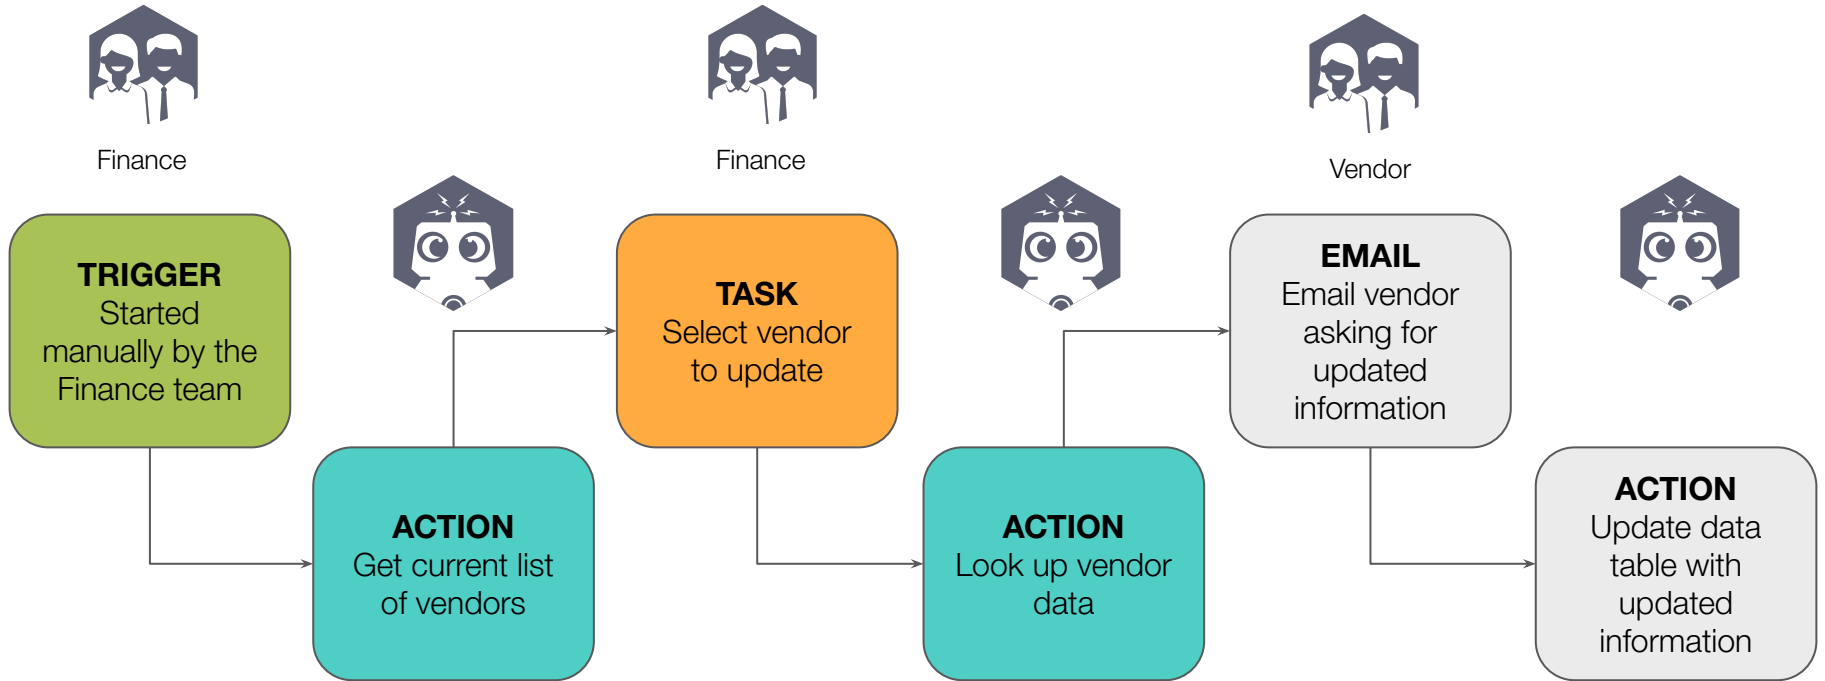 Finance
Finance
Vendor
TRIGGER
Started
manually by the
Finance team
ACTION
Get current list
of vendors
TASK
Select vendor
to update
ACTION
Look up vendor
data
EMAIL
Email vendor
asking for
updated
information
ACTION
Update data
table with
updated
information